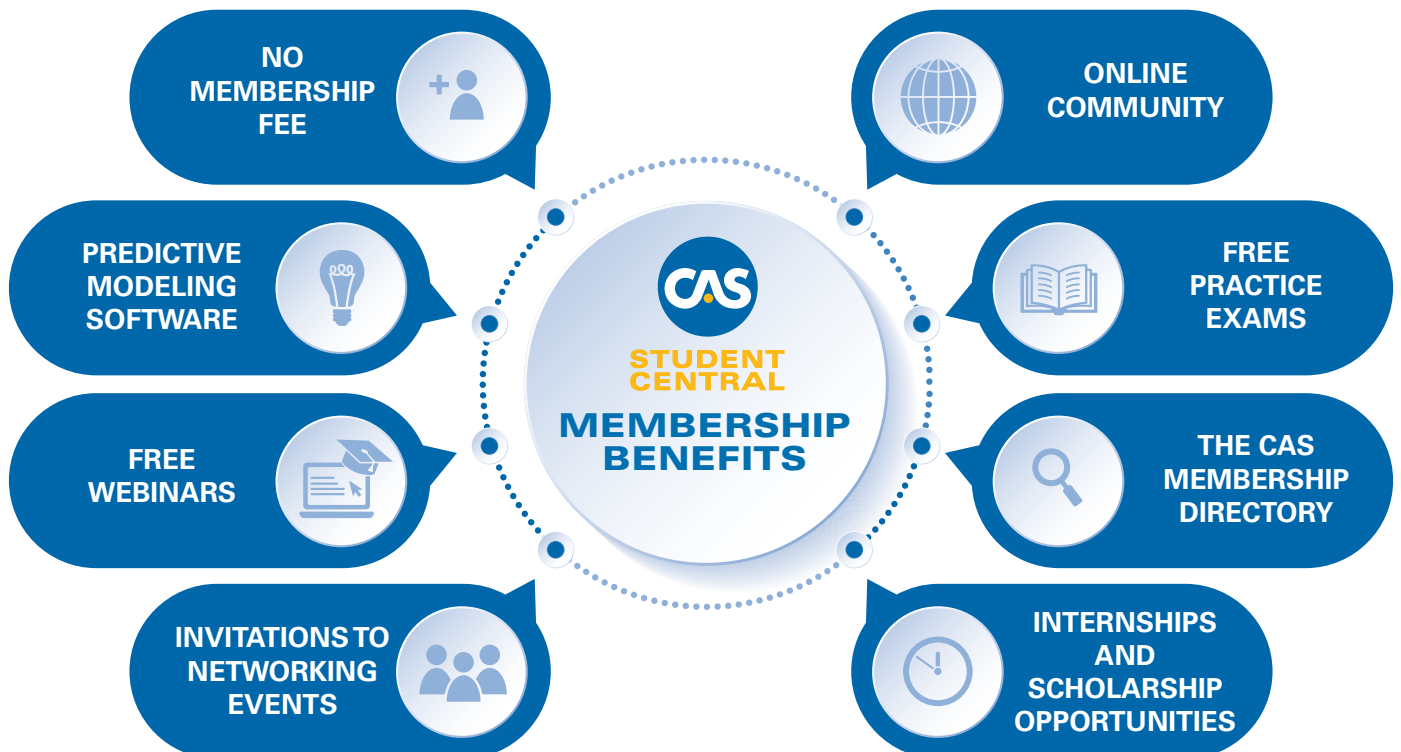 NO
MEMBERSHIP
FEE
PREDICTIVE
MODELING
SOFTWARE
FREE
WEBINARS
INVITATIONS TO
NETWORKING
EVENTS
CAS
STUDENT
CENTRAL
MEMBERSHIP
BENEFITS
ONLINE
COMMUNITY
FREE
PRACTICE
EXAMS
THE CAS
MEMBERSHIP
DIRECTORY
INTERNSHIPS
AND
SCHOLARSHIP
OPPORTUNITIES